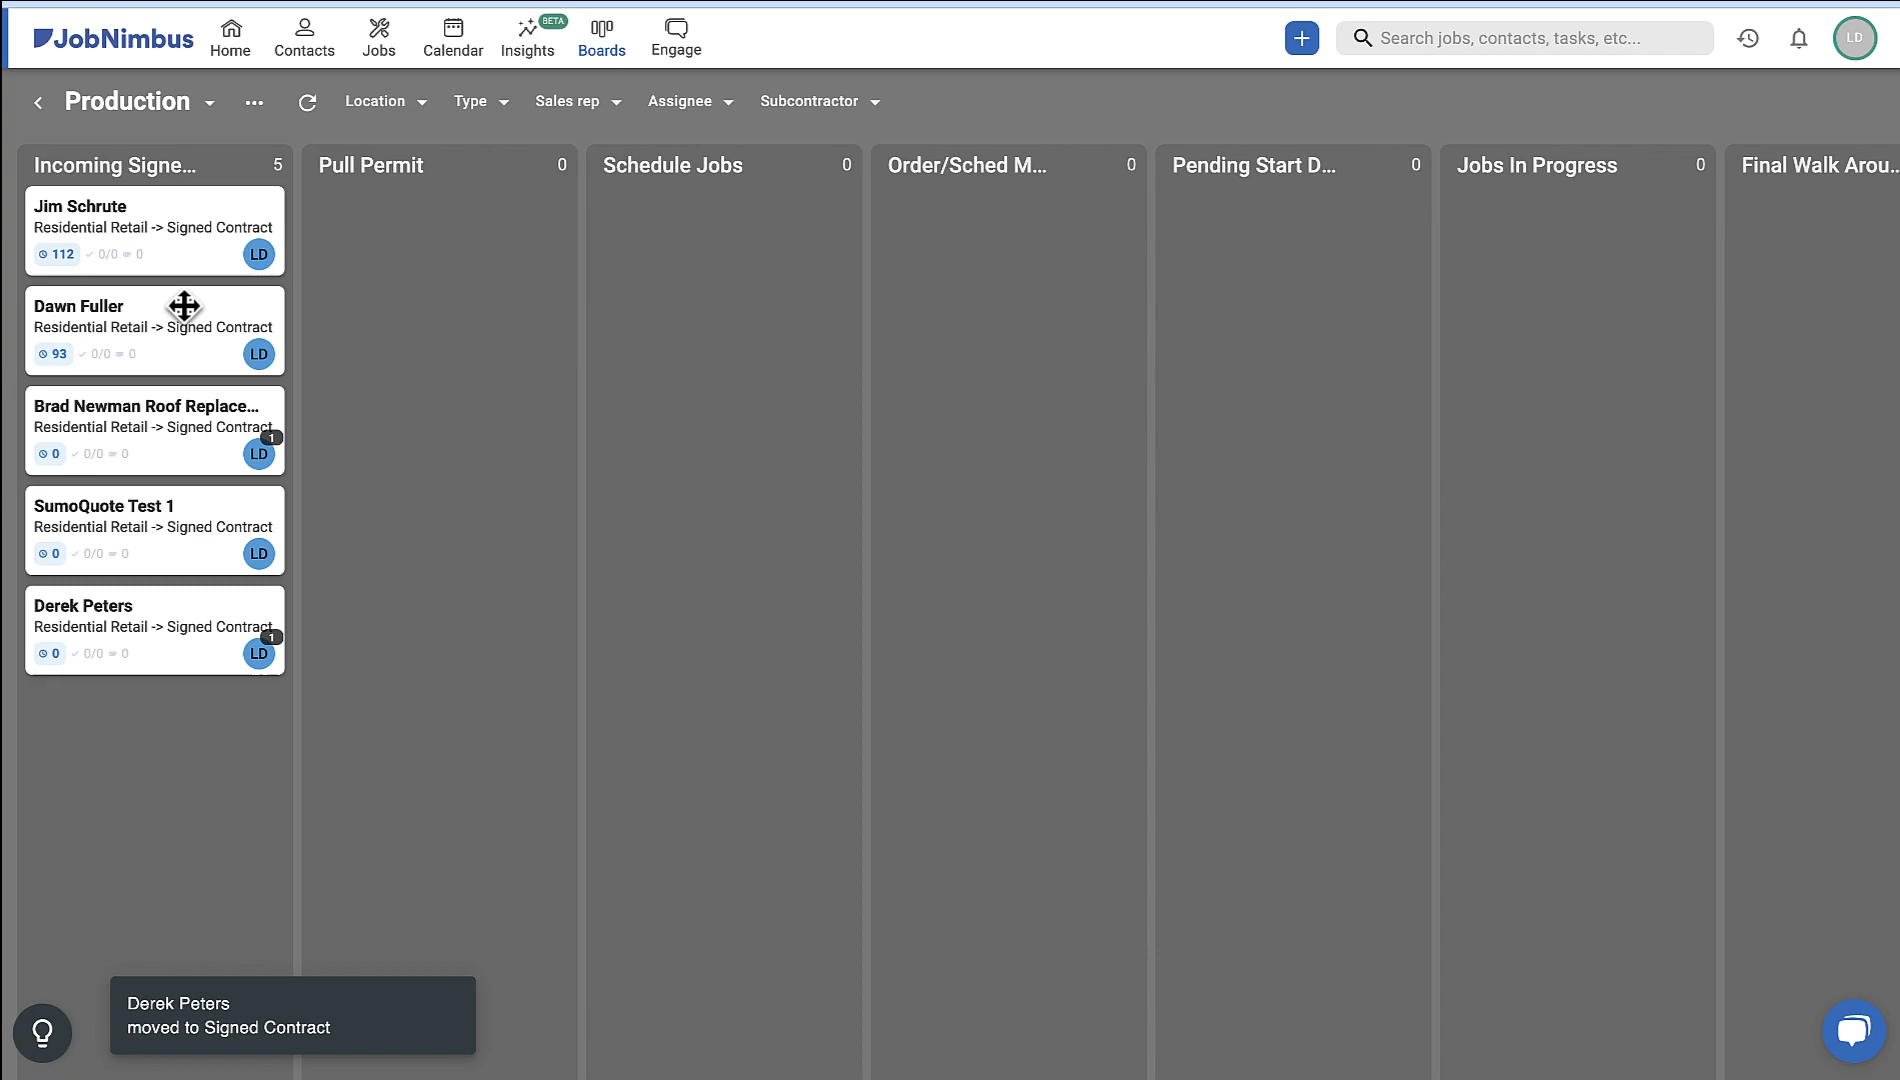 JobNimbus
Home
Contacts
Jobs
Calendar
Insights
BETA
Boards
Engage
Search jobs, contacts, tasks, etc...
LD
Production
Location
Type
Sales rep
Assignee
Subcontractor
Incoming Signe... 5
Jim Schrute
Residential Retail -> Signed Contract
112 0/0 0 LD
Dawn Fuller
Residential Retail -> Signed Contract
93 0/0 0 LD
Brad Newman Roof Replace...
Residential Retail -> Signed Contract
1
0 0/0 0 LD
SumoQuote Test 1
Residential Retail -> Signed Contract
0 0/0 0 LD
Derek Peters
Residential Retail -> Signed Contract
1
0 0/0 0 LD
Pull Permit 0
Schedule Jobs 0
Order/Sched M... 0
Pending Start D... 0
Jobs In Progress 0
Final Walk Arou...
Derek Peters
moved to Signed Contract